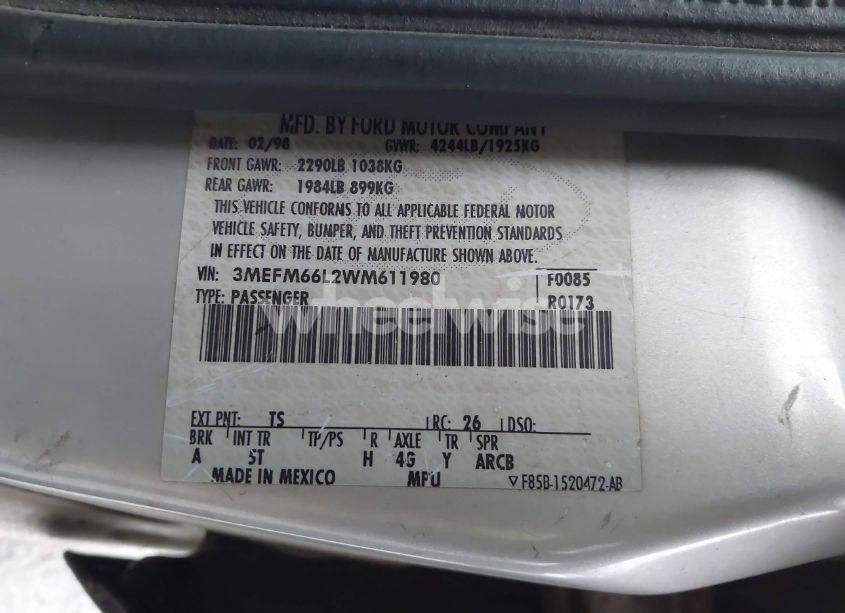 MFD. BY FORD MOTOR COMPANY
DATE: 02/98 GVWR: 4244LB/1925KG
FRONT GAWR: 2290LB 1038KG
REAR GAWR: 1984LB 899KG
THIS VEHICLE CONFORMS TO ALL APPLICABLE FEDERAL MOTOR
VEHICLE SAFETY, BUMPER, AND THEFT PREVENTION STANDARDS
IN EFFECT ON THE DATE OF MANUFACTURE SHOWN ABOVE.
VIN: 3MEFM66L2WM611980 F0085
TYPE: PASSENGER R0173
wheelwise
EXT PNT: TS RC: 26 DSO:
BRK INT TR TP/PS R AXLE TR SPR
A 5T H 4G Y ARCB
MADE IN MEXICO MFU F85B-1520472-AB